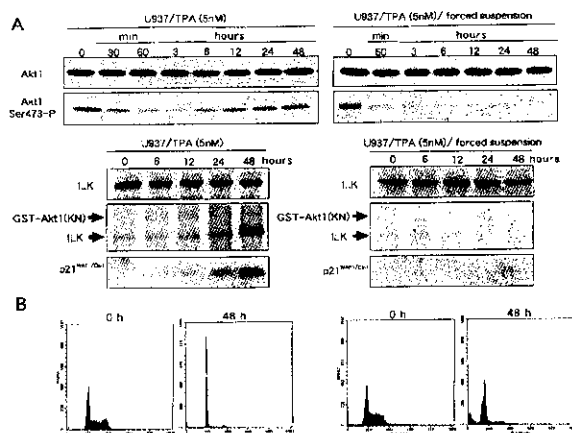 A
U937/TPA (5nM)
min hours
0 30 60 3 8 12 24 48
Akt1
Akt1
Ser473-P
U937/TPA (5nM)/ forced suspension
min hours
0 50 3 6 12 24 48
U937/TPA (5nM)
0 6 12 24 48 hours
ILK
GST-Akt1(KN)
ILK
p21
U937/TPA (5nM)/ forced suspension
0 6 12 24 48 hours
ILK
GST-Akt1(KN)
ILK
p21
B
0 h
48 h
0 h
48 h